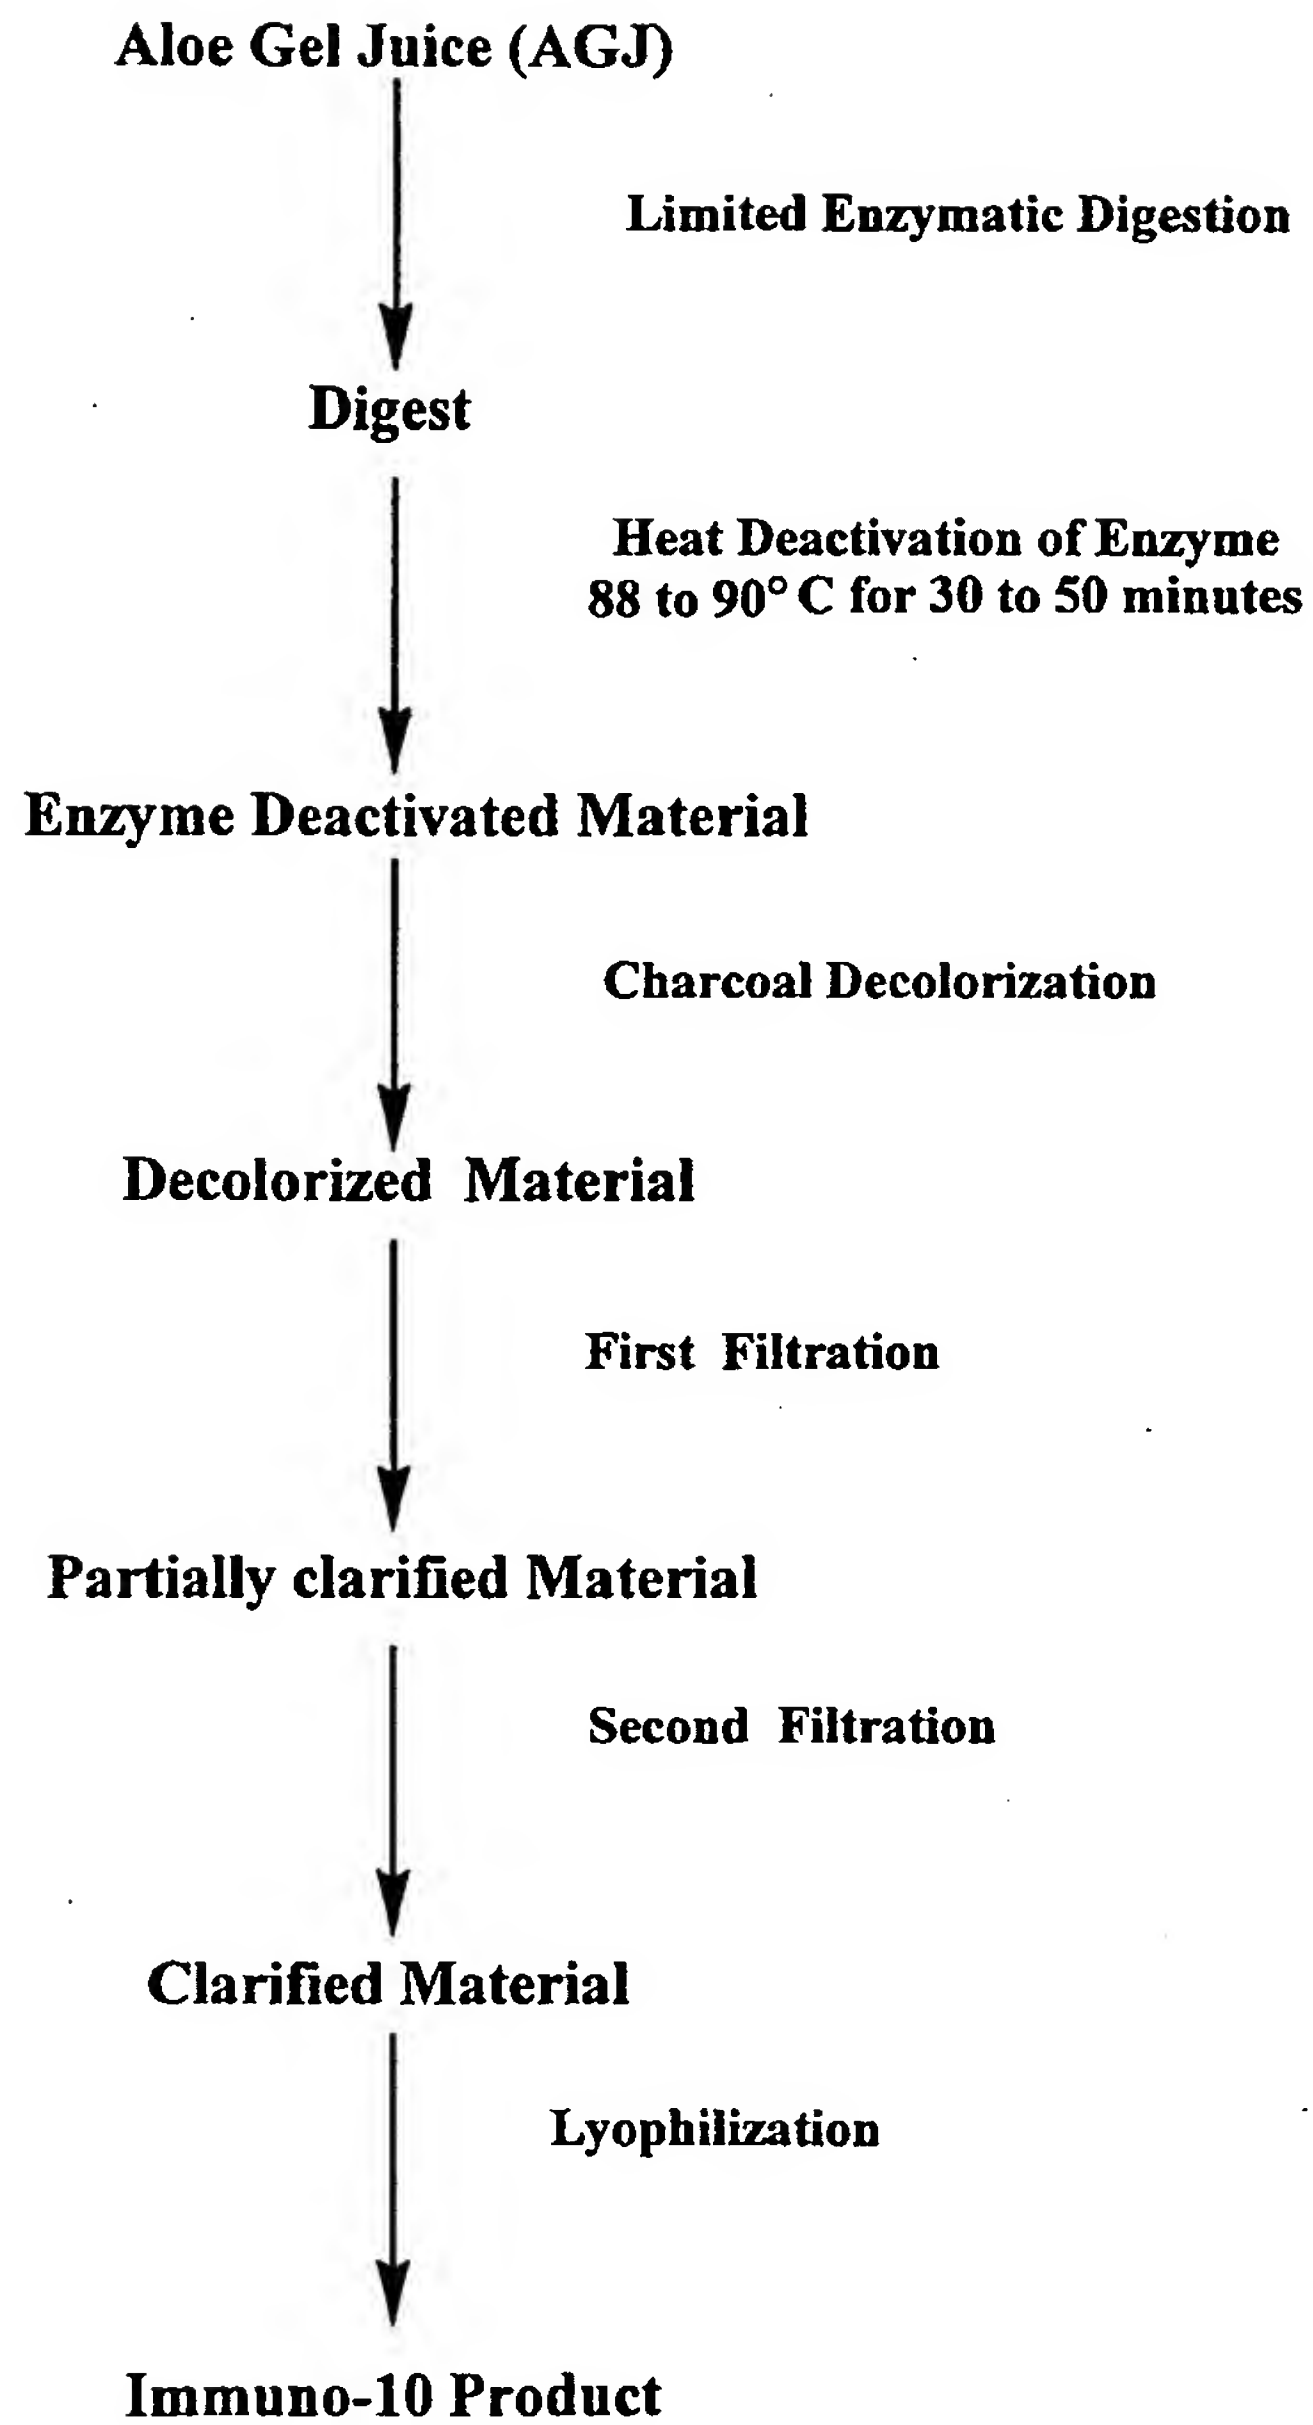 Aloe Gel Juice (AGJ)
Limited Enzymatic Digestion
Digest
Heat Deactivation of Enzyme
88 to 90° C for 30 to 50 minutes
Enzyme Deactivated Material
Charcoal Decolorization
Decolorized Material
First Filtration
Partially clarified Material
Second Filtration
Clarified Material
Lyophilization
Immuno-10 Product